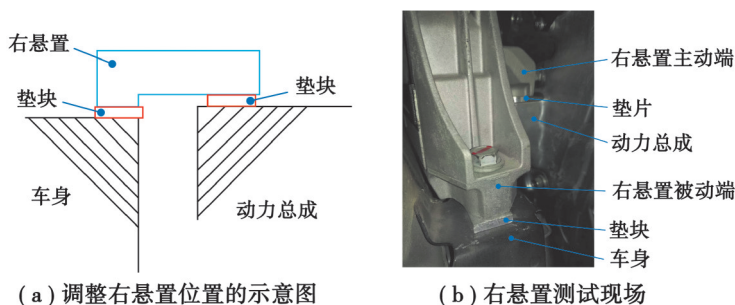 右悬置
垫块
垫块
车身
动力总成
(a)调整右悬置位置的示意图
右悬置主动端
垫片
动力总成
右悬置被动端
垫块
车身
(b)右悬置测试现场